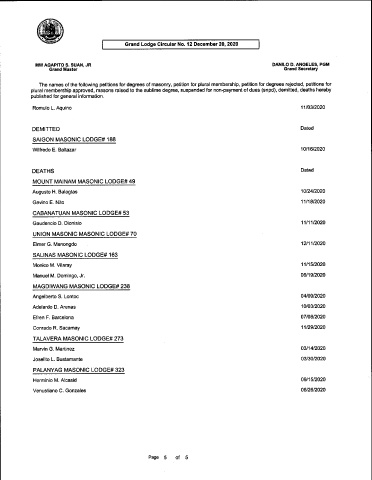 Grand Lodge Circular No. 12 December 20, 2020
MW AGAPITO S. SUAN, JR
Grand Master
DANILO D. ANGELES, PGM
Grand Secretary
The names of the following petitions for degrees of masonry, petition for plural membership, petition for degrees rejected, petitions for
plural membership approved, reasons raised to the sublime degree, suspended for non-payment of dues (snpd), demitted, deaths hereby
published for general information.
Romulo L. Aquino 11/03/2020
DEMITTED Dated
SAIGON MASONIC LODGE# 188
Wilfredo E. Baltazar 10/16/2020
DEATHS Dated
MOUNT MAINAM MASONIC LODGE# 49
Augusto H. Balagtas 10/24/2020
Gavino E. Nito 11/18/2020
CABANATUAN MASONIC LODGE# 53
Gaudencio D. Dionisio 11/11/2020
UNION MASONIC MASONIC LODGE# 70
Elmer G. Manongdo 12/11/2020
SALINAS MASONIC LODGE# 163
Monico M. Vilaray 11/15/2020
Manuel M. Domingo, Jr. 08/19/2020
MAGDIWANG MASONIC LODGE# 238
Angelberto S. Lontac 04/09/2020
Adelardo D. Arenas 10/03/2020
Efren F. Barcelona 07/08/2020
Conrado R. Sacamay 11/29/2020
TALAVERA MASONIC LODGE# 273
Marvin G. Martinez 03/14/2020
Joselito L. Bustamante 03/30/2020
PALANYAG MASONIC LODGE# 323
Herminio M. Alcasid 06/15/2020
Venustiano C. Gonzales 06/26/2020
Page 5 of 5